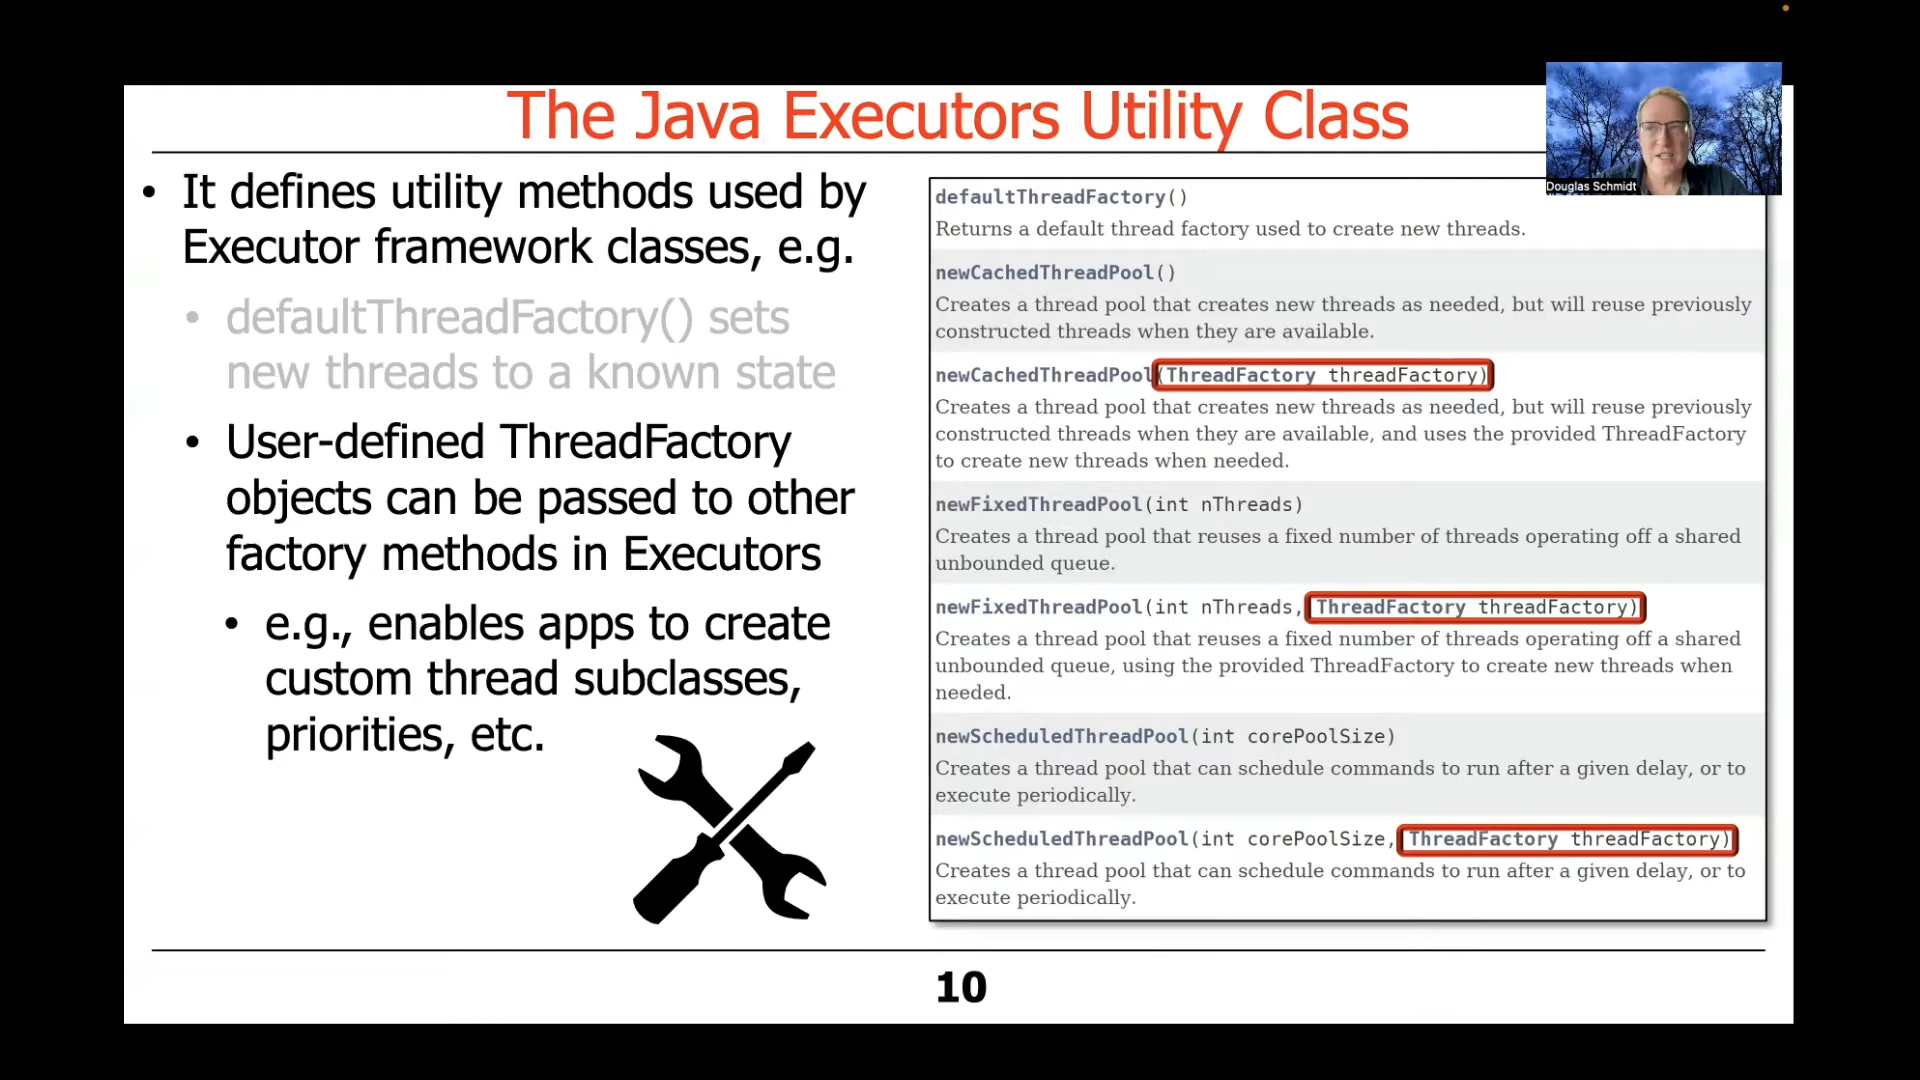 The Java Executors Utility Class
Douglas Schmidt
• It defines utility methods used by
Executor framework classes, e.g.
• defaultThreadFactory() sets
new threads to a known state
• User-defined ThreadFactory
objects can be passed to other
factory methods in Executors
• e.g., enables apps to create
custom thread subclasses,
priorities, etc.
defaultThreadFactory()
Returns a default thread factory used to create new threads.
newCachedThreadPool()
Creates a thread pool that creates new threads as needed, but will reuse previously
constructed threads when they are available.
newCachedThreadPool(ThreadFactory threadFactory)
Creates a thread pool that creates new threads as needed, but will reuse previously
constructed threads when they are available, and uses the provided ThreadFactory
to create new threads when needed.
newFixedThreadPool(int nThreads)
Creates a thread pool that reuses a fixed number of threads operating off a shared
unbounded queue.
newFixedThreadPool(int nThreads, ThreadFactory threadFactory)
Creates a thread pool that reuses a fixed number of threads operating off a shared
unbounded queue, using the provided ThreadFactory to create new threads when
needed.
newScheduledThreadPool(int corePoolSize)
Creates a thread pool that can schedule commands to run after a given delay, or to
execute periodically.
newScheduledThreadPool(int corePoolSize, ThreadFactory threadFactory)
Creates a thread pool that can schedule commands to run after a given delay, or to
execute periodically.
10